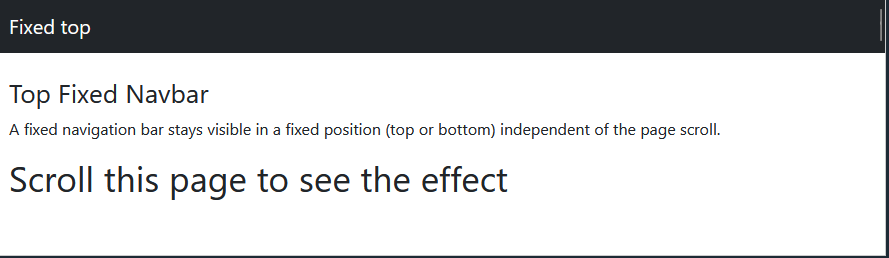 Fixed top
Top Fixed Navbar
A fixed navigation bar stays visible in a fixed position (top or bottom) independent of the page scroll.
Scroll this page to see the effect